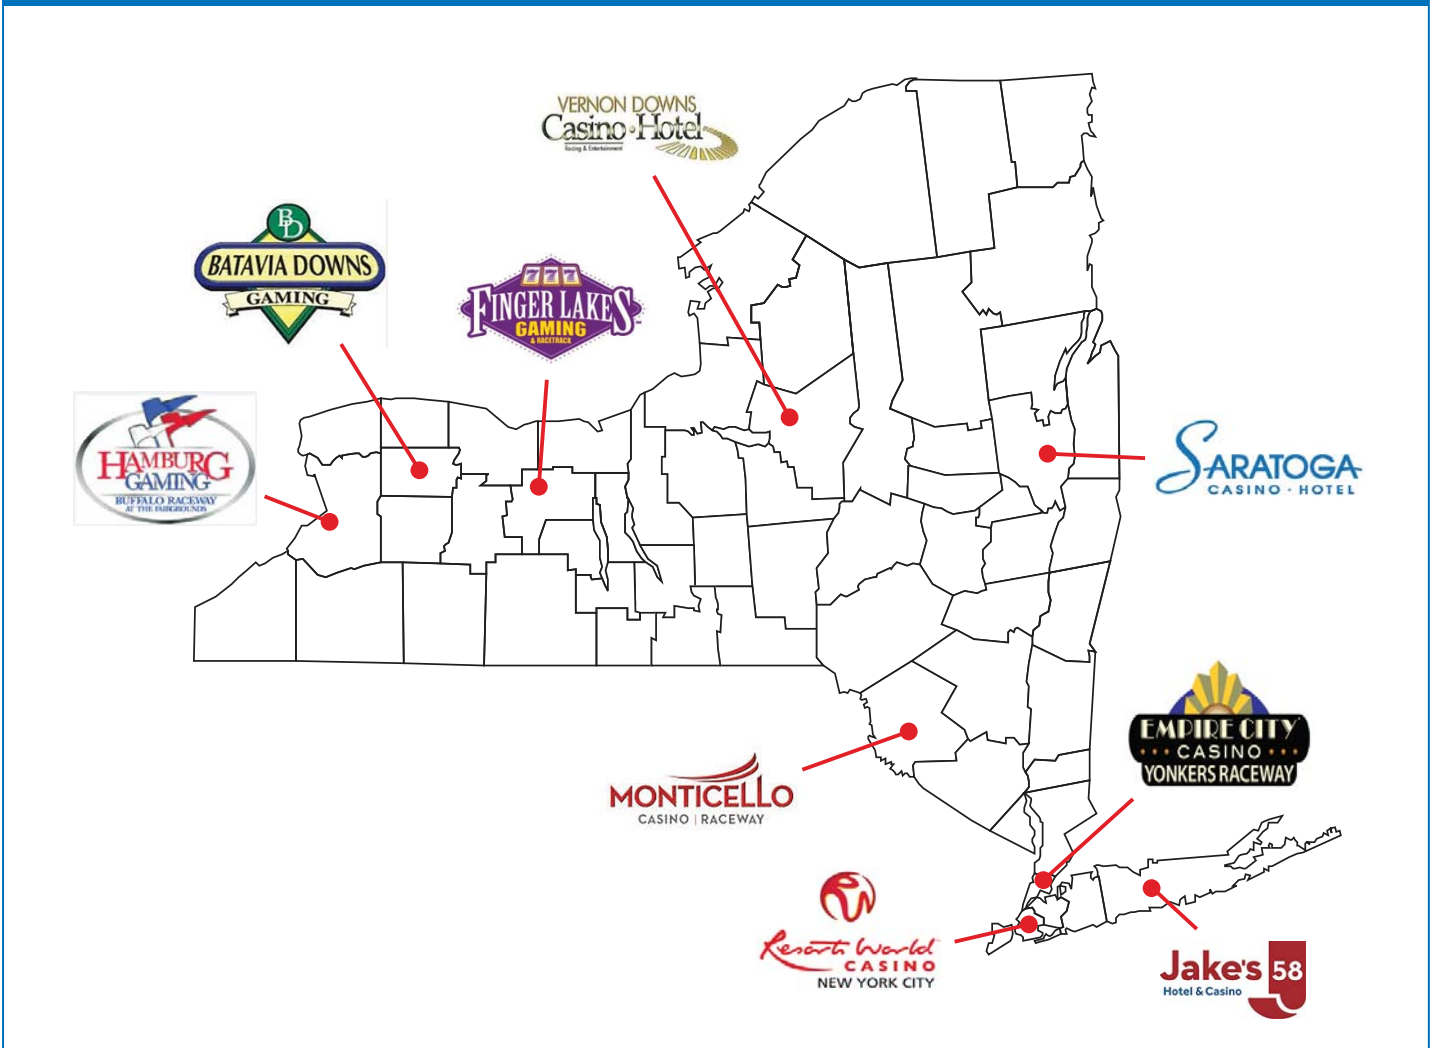 VERNON DOWNS
Casino • Hotel
Racing & Entertainment
BD
BATAVIA DOWNS
GAMING
777
FINGER LAKES
GAMING
& RACETRACK
HAMBURG
GAMING
BUFFALO RACEWAY
AT THE FAIRGROUNDS
SARATOGA
CASINO · HOTEL
EMPIRE CITY
••• CASINO •••
YONKERS RACEWAY
MONTICELLO
CASINO | RACEWAY
Resorts World
CASINO
NEW YORK CITY
Jake's 58
Hotel & Casino